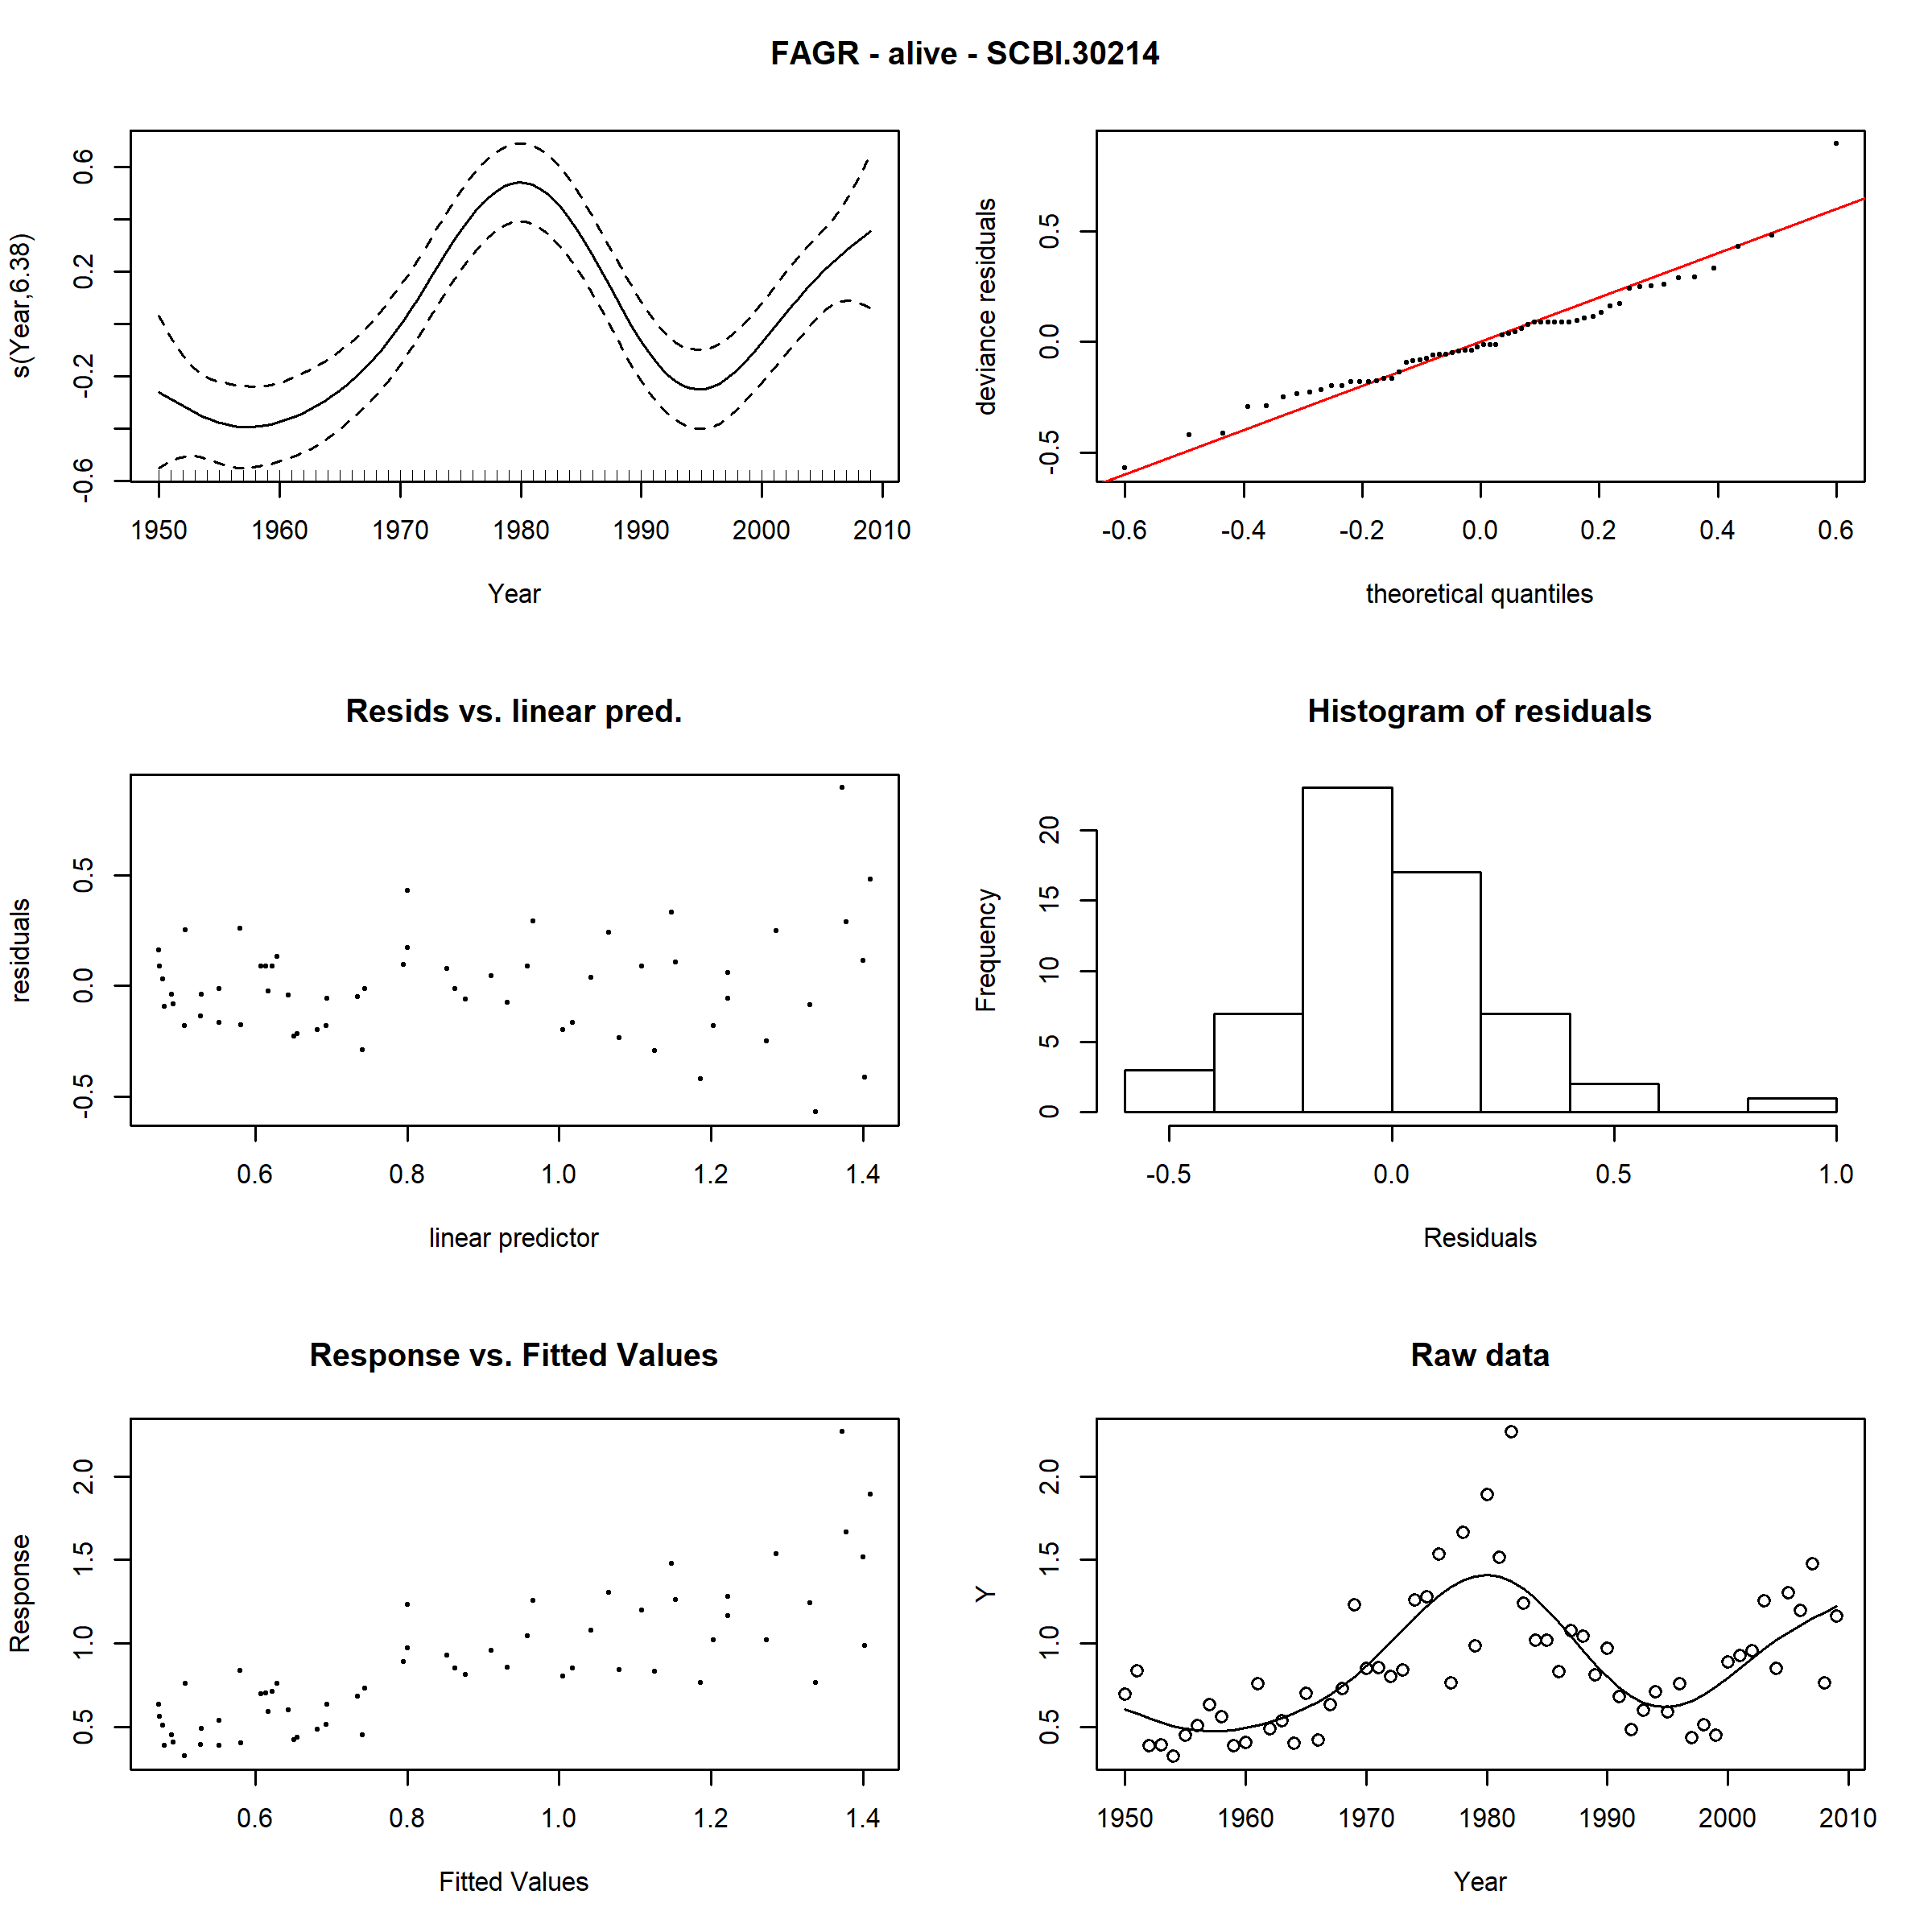 FAGR - alive - SCBI.30214
s(Year,6.38)
-0.6 -0.2 0.2 0.6
1950 1960 1970 1980 1990 2000 2010
Year
deviance residuals
-0.5 0.0 0.5
-0.6 -0.4 -0.2 0.0 0.2 0.4 0.6
theoretical quantiles
Resids vs. linear pred.
residuals
-0.5 0.0 0.5
0.6 0.8 1.0 1.2 1.4
linear predictor
Histogram of residuals
Frequency
0 5 10 15 20
-0.5 0.0 0.5 1.0
Residuals
Response vs. Fitted Values
Response
0.5 1.0 1.5 2.0
0.6 0.8 1.0 1.2 1.4
Fitted Values
Raw data
Y
0.5 1.0 1.5 2.0
1950 1960 1970 1980 1990 2000 2010
Year